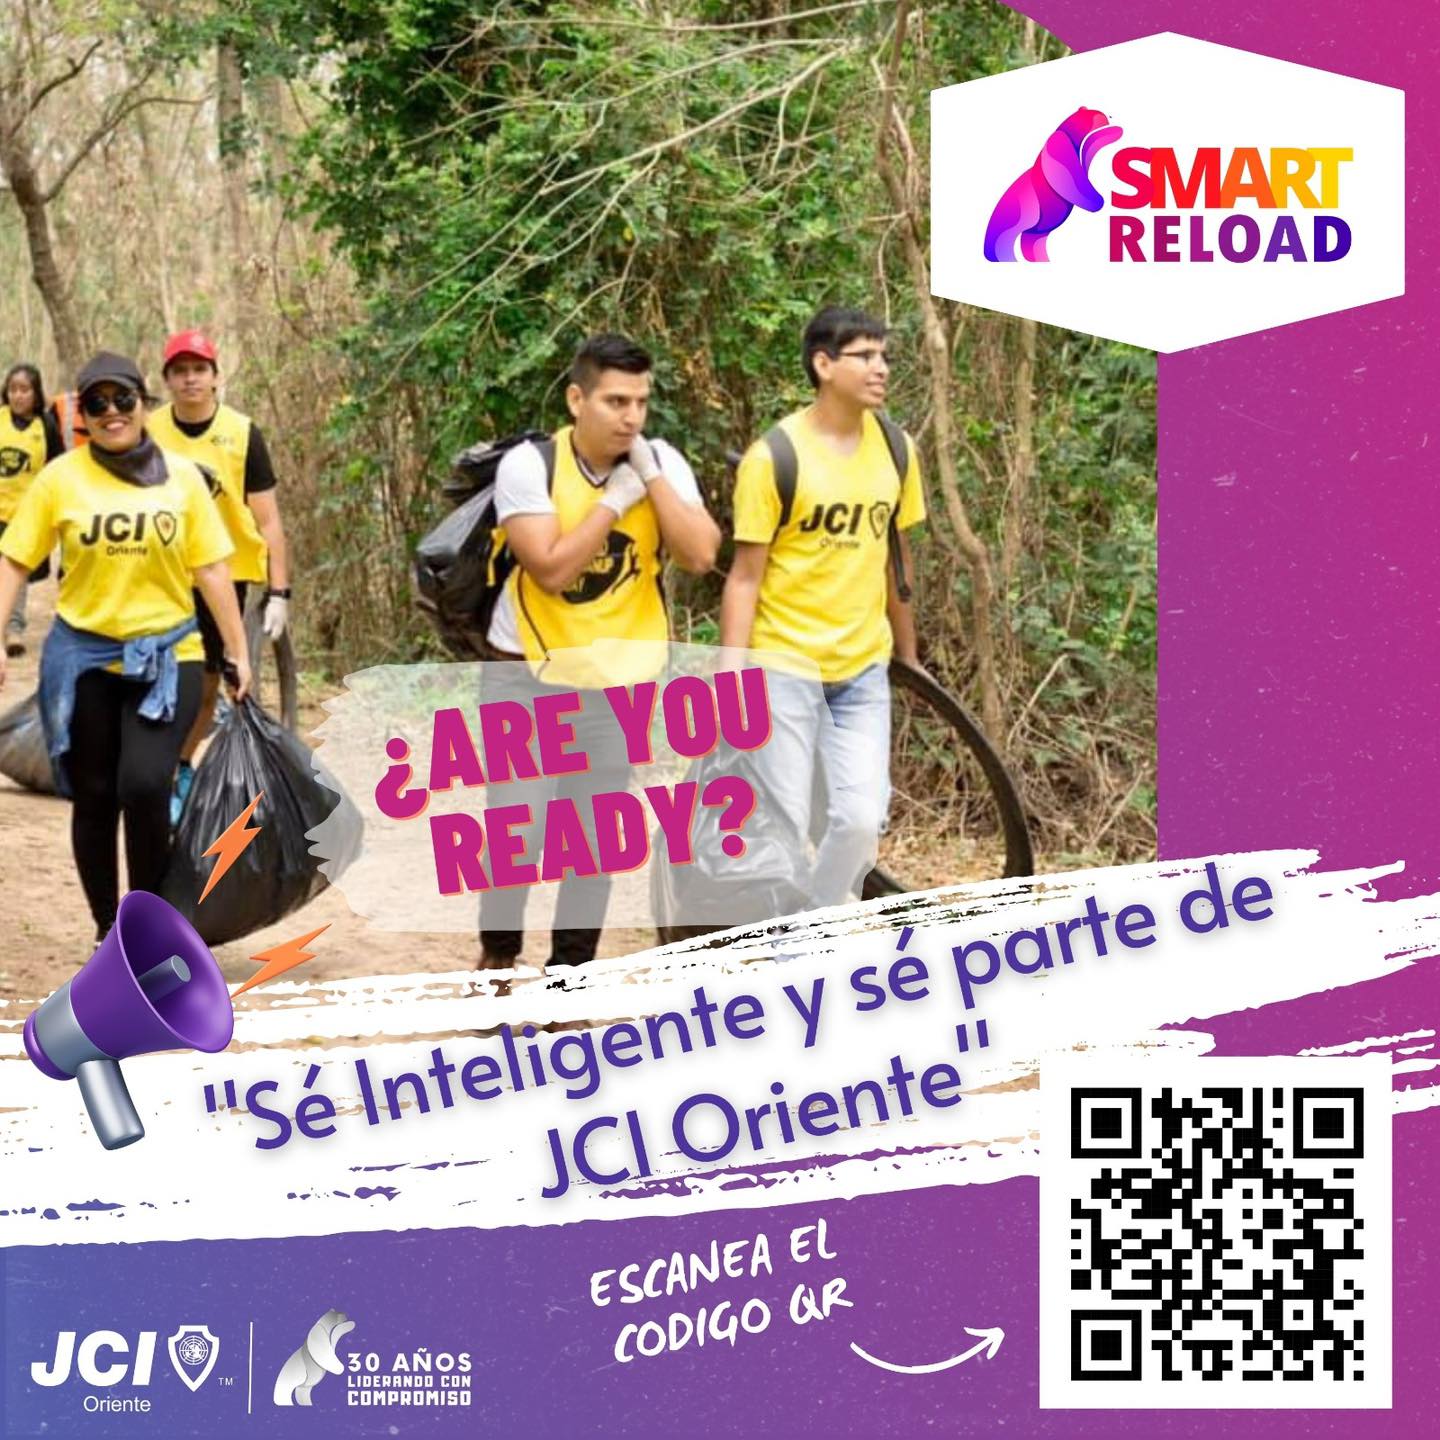 SMART
RELOAD
JCI
Oriente
JCI
Oriente
¿ARE YOU
READY?
"Sé Inteligente y sé parte de
JCI Oriente"
ESCANEA EL
CODIGO QR
JCI
TM
Oriente
30 AÑOS
LIDERANDO CON
COMPROMISO